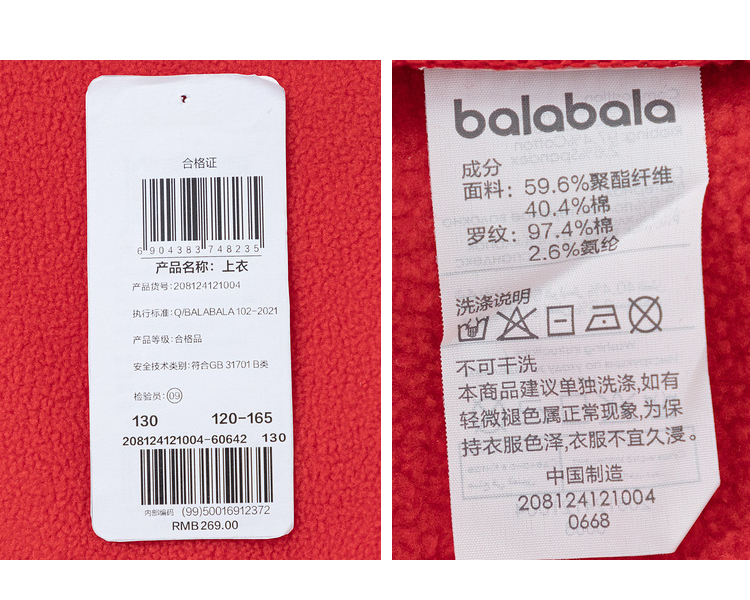 合格证
6904383748235
产品名称：上衣
产品货号：208124121004
执行标准：Q/BALABALA 102-2021
产品等级：合格品
安全技术类别：符合GB 31701 B类
检验员：09
130 120-165
208124121004-60642 130
内部编码 (99)50016912372
RMB269.00
balabala
成分
面料：59.6%聚酯纤维
40.4%棉
罗纹：97.4%棉
2.6%氨纶
洗涤说明
不可干洗
本商品建议单独洗涤,如有
轻微褪色属正常现象,为保
持衣服色泽,衣服不宜久浸。
中国制造
208124121004
0668